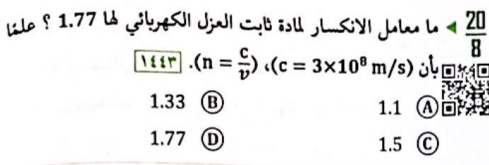 20/8 ◄ ما معامل الانكسار لمادة ثابت العزل الكهربائي لها 1.77 ؟ علمًا
بأن (c = 3×10⁸ m/s)، (n = c/v). ١٤٤٣
1.1 Ⓐ 1.33 Ⓑ
1.5 Ⓒ 1.77 Ⓓ